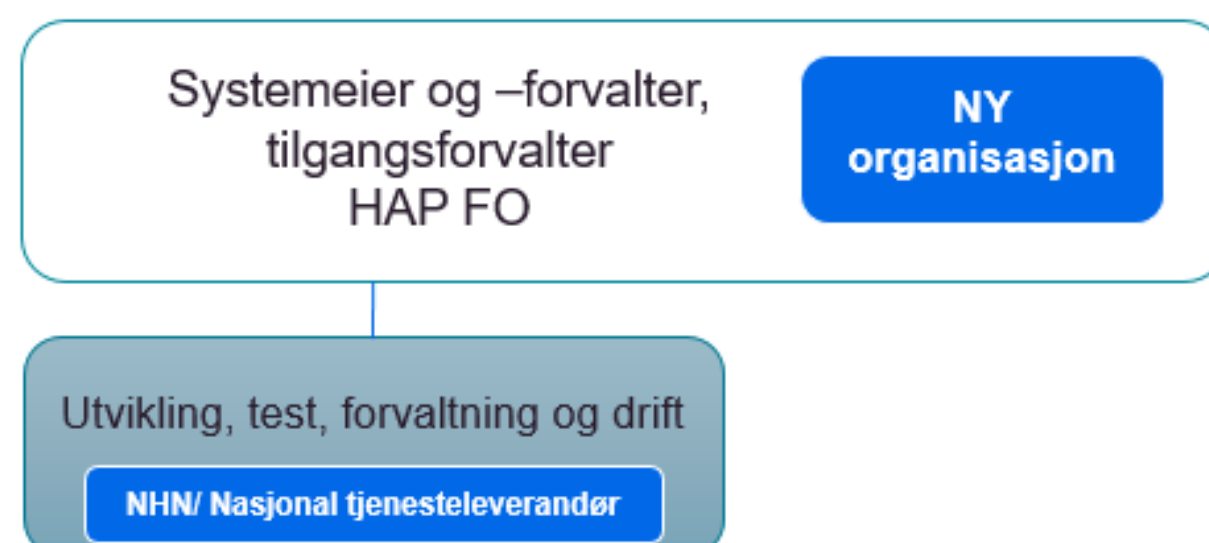 Systemeier og –forvalter,
tilgangsforvalter
HAP FO
NY
organisasjon
Utvikling, test, forvaltning og drift
NHN/ Nasjonal tjenesteleverandør